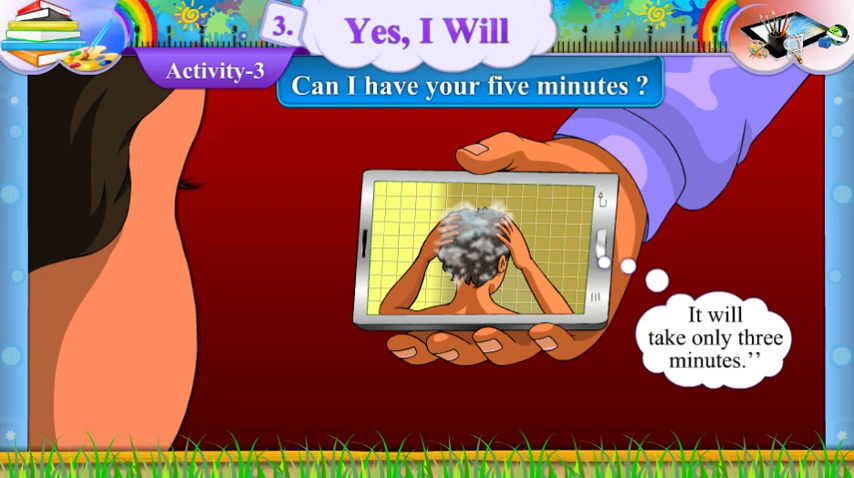 3.
Yes, I Will
Activity-3
Can I have your five minutes ?
It will
take only three
minutes.’’